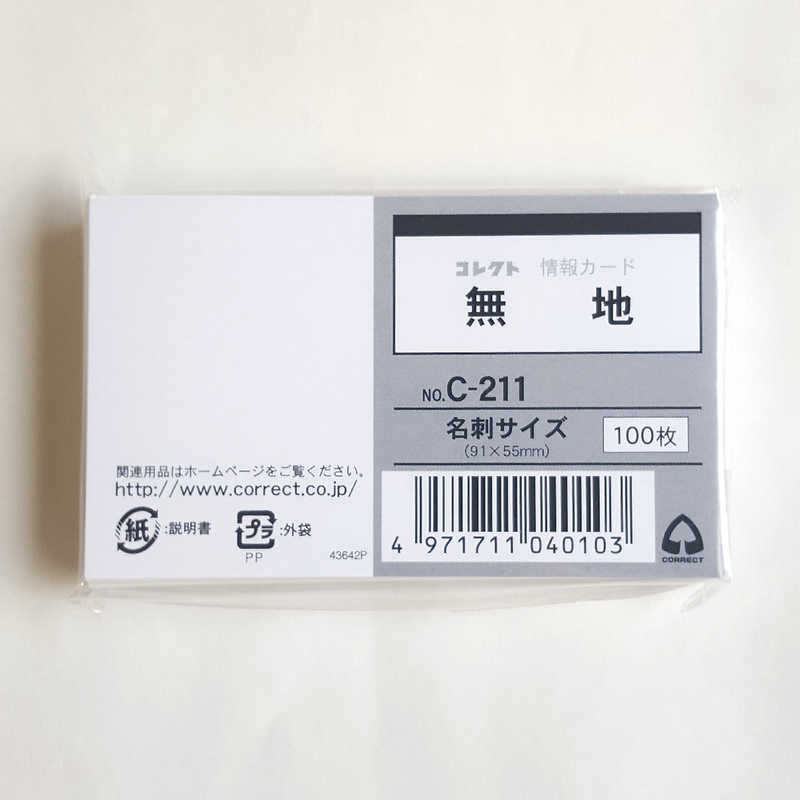 コレクト 情報カード
無 地
NO.C-211
名刺サイズ
(91×55mm)
100枚
関連用品はホームページをご覧ください。
http://www.correct.co.jp/
紙:説明書
プラ:外袋
PP
43642P
4 971711 040103
CORRECT